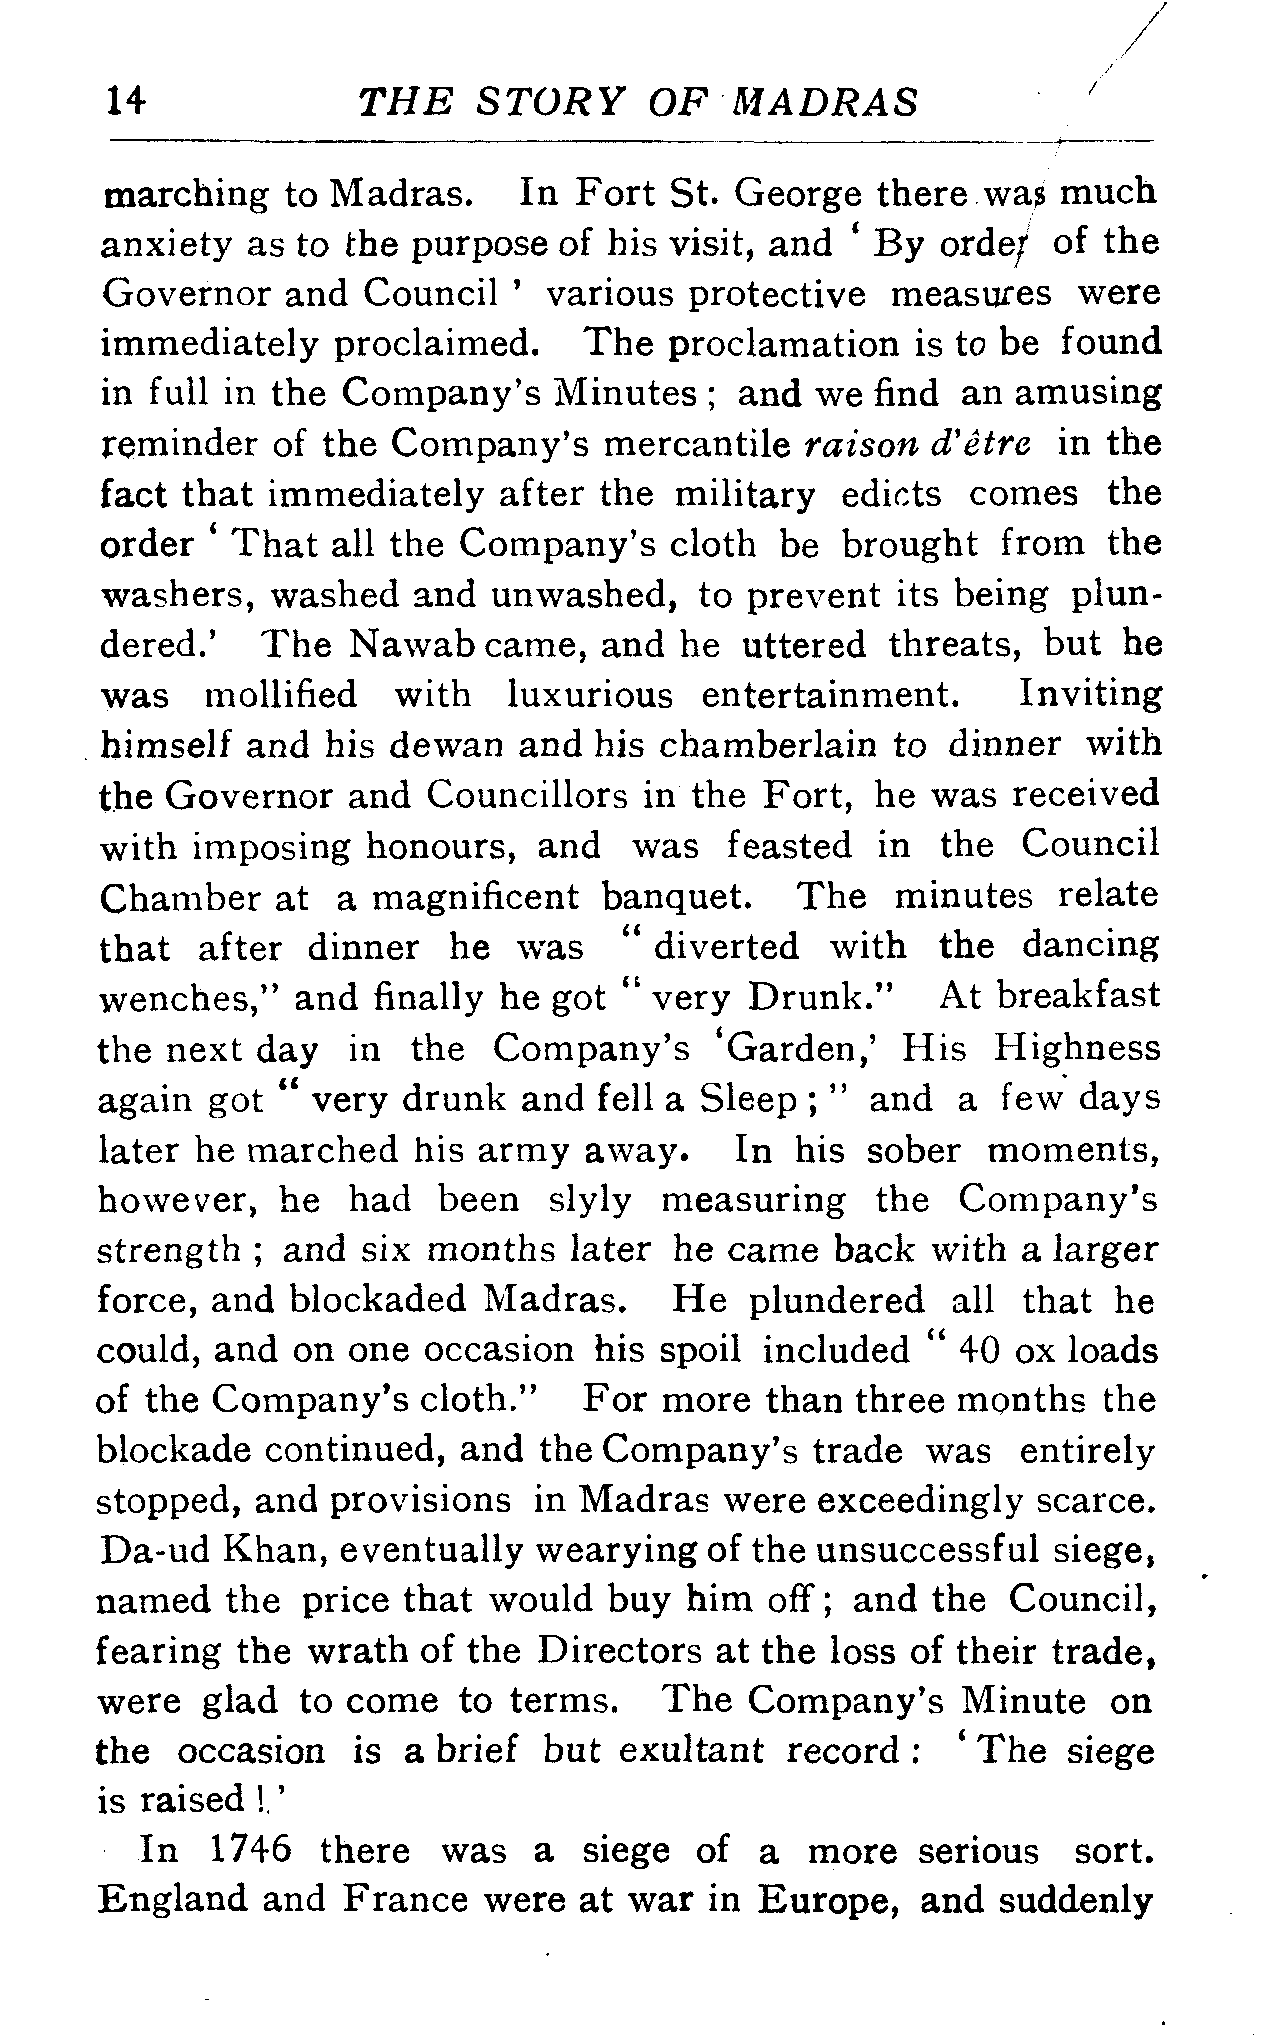 14 THE STORY OF MADRAS
marching to Madras. In Fort St. George there was much
anxiety as to the purpose of his visit, and ‘ By order of the
Governor and Council ’ various protective measures were
immediately proclaimed. The proclamation is to be found
in full in the Company’s Minutes ; and we find an amusing
reminder of the Company’s mercantile raison d’être in the
fact that immediately after the military edicts comes the
order ‘ That all the Company’s cloth be brought from the
washers, washed and unwashed, to prevent its being plun-
dered.’ The Nawab came, and he uttered threats, but he
was mollified with luxurious entertainment. Inviting
himself and his dewan and his chamberlain to dinner with
the Governor and Councillors in the Fort, he was received
with imposing honours, and was feasted in the Council
Chamber at a magnificent banquet. The minutes relate
that after dinner he was “ diverted with the dancing
wenches,” and finally he got “ very Drunk.” At breakfast
the next day in the Company’s ‘Garden,’ His Highness
again got “ very drunk and fell a Sleep ; ” and a few days
later he marched his army away. In his sober moments,
however, he had been slyly measuring the Company’s
strength ; and six months later he came back with a larger
force, and blockaded Madras. He plundered all that he
could, and on one occasion his spoil included “ 40 ox loads
of the Company’s cloth.” For more than three months the
blockade continued, and the Company’s trade was entirely
stopped, and provisions in Madras were exceedingly scarce.
Da-ud Khan, eventually wearying of the unsuccessful siege,
named the price that would buy him off ; and the Council,
fearing the wrath of the Directors at the loss of their trade,
were glad to come to terms. The Company’s Minute on
the occasion is a brief but exultant record : ‘ The siege
is raised ! ’
In 1746 there was a siege of a more serious sort.
England and France were at war in Europe, and suddenly